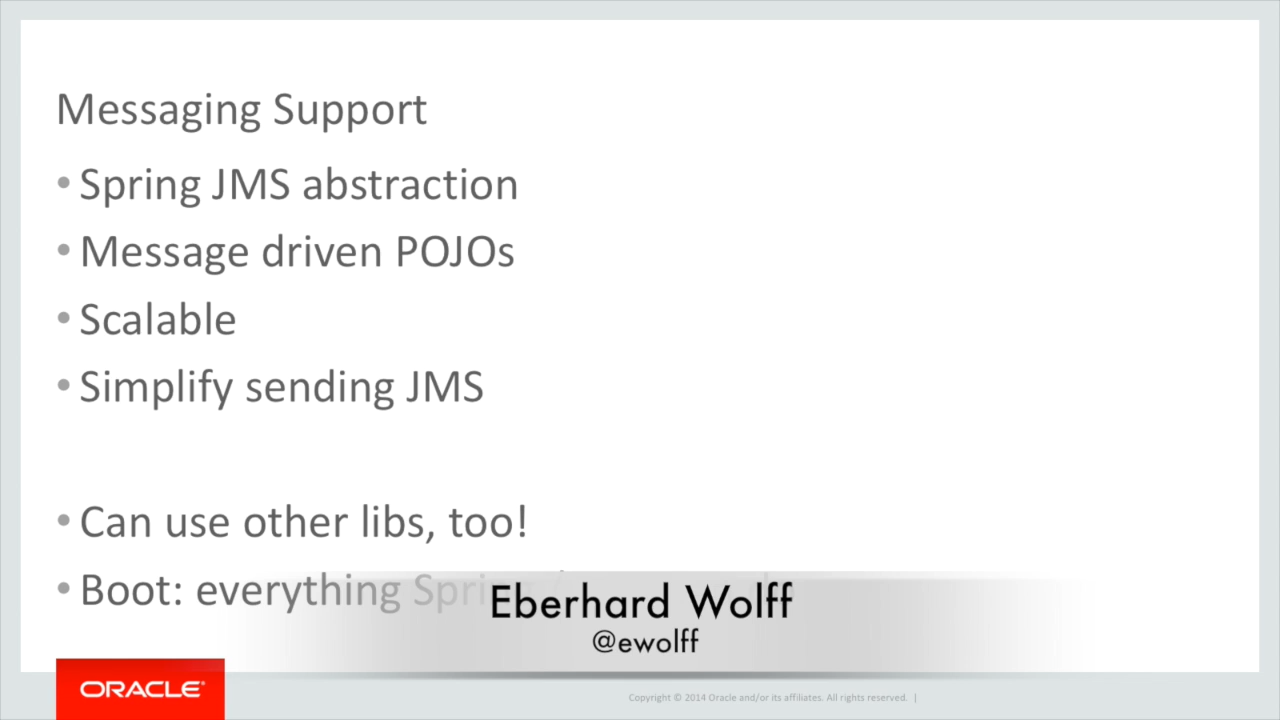 Messaging Support
• Spring JMS abstraction
• Message driven POJOs
• Scalable
• Simplify sending JMS
• Can use other libs, too!
• Boot: everything
Eberhard Wolff
@ewolff
ORACLE®
Copyright © 2014 Oracle and/or its affiliates. All rights reserved. |